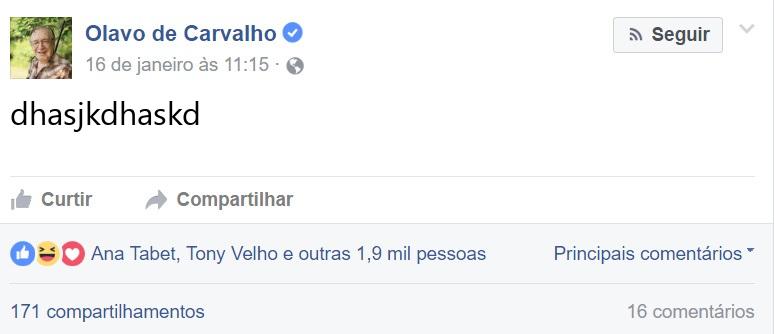 Olavo de Carvalho
Seguir
16 de janeiro às 11:15 ·
dhasjkdhaskd
Curtir Compartilhar
Ana Tabet, Tony Velho e outras 1,9 mil pessoas Principais comentários
171 compartilhamentos 16 comentários